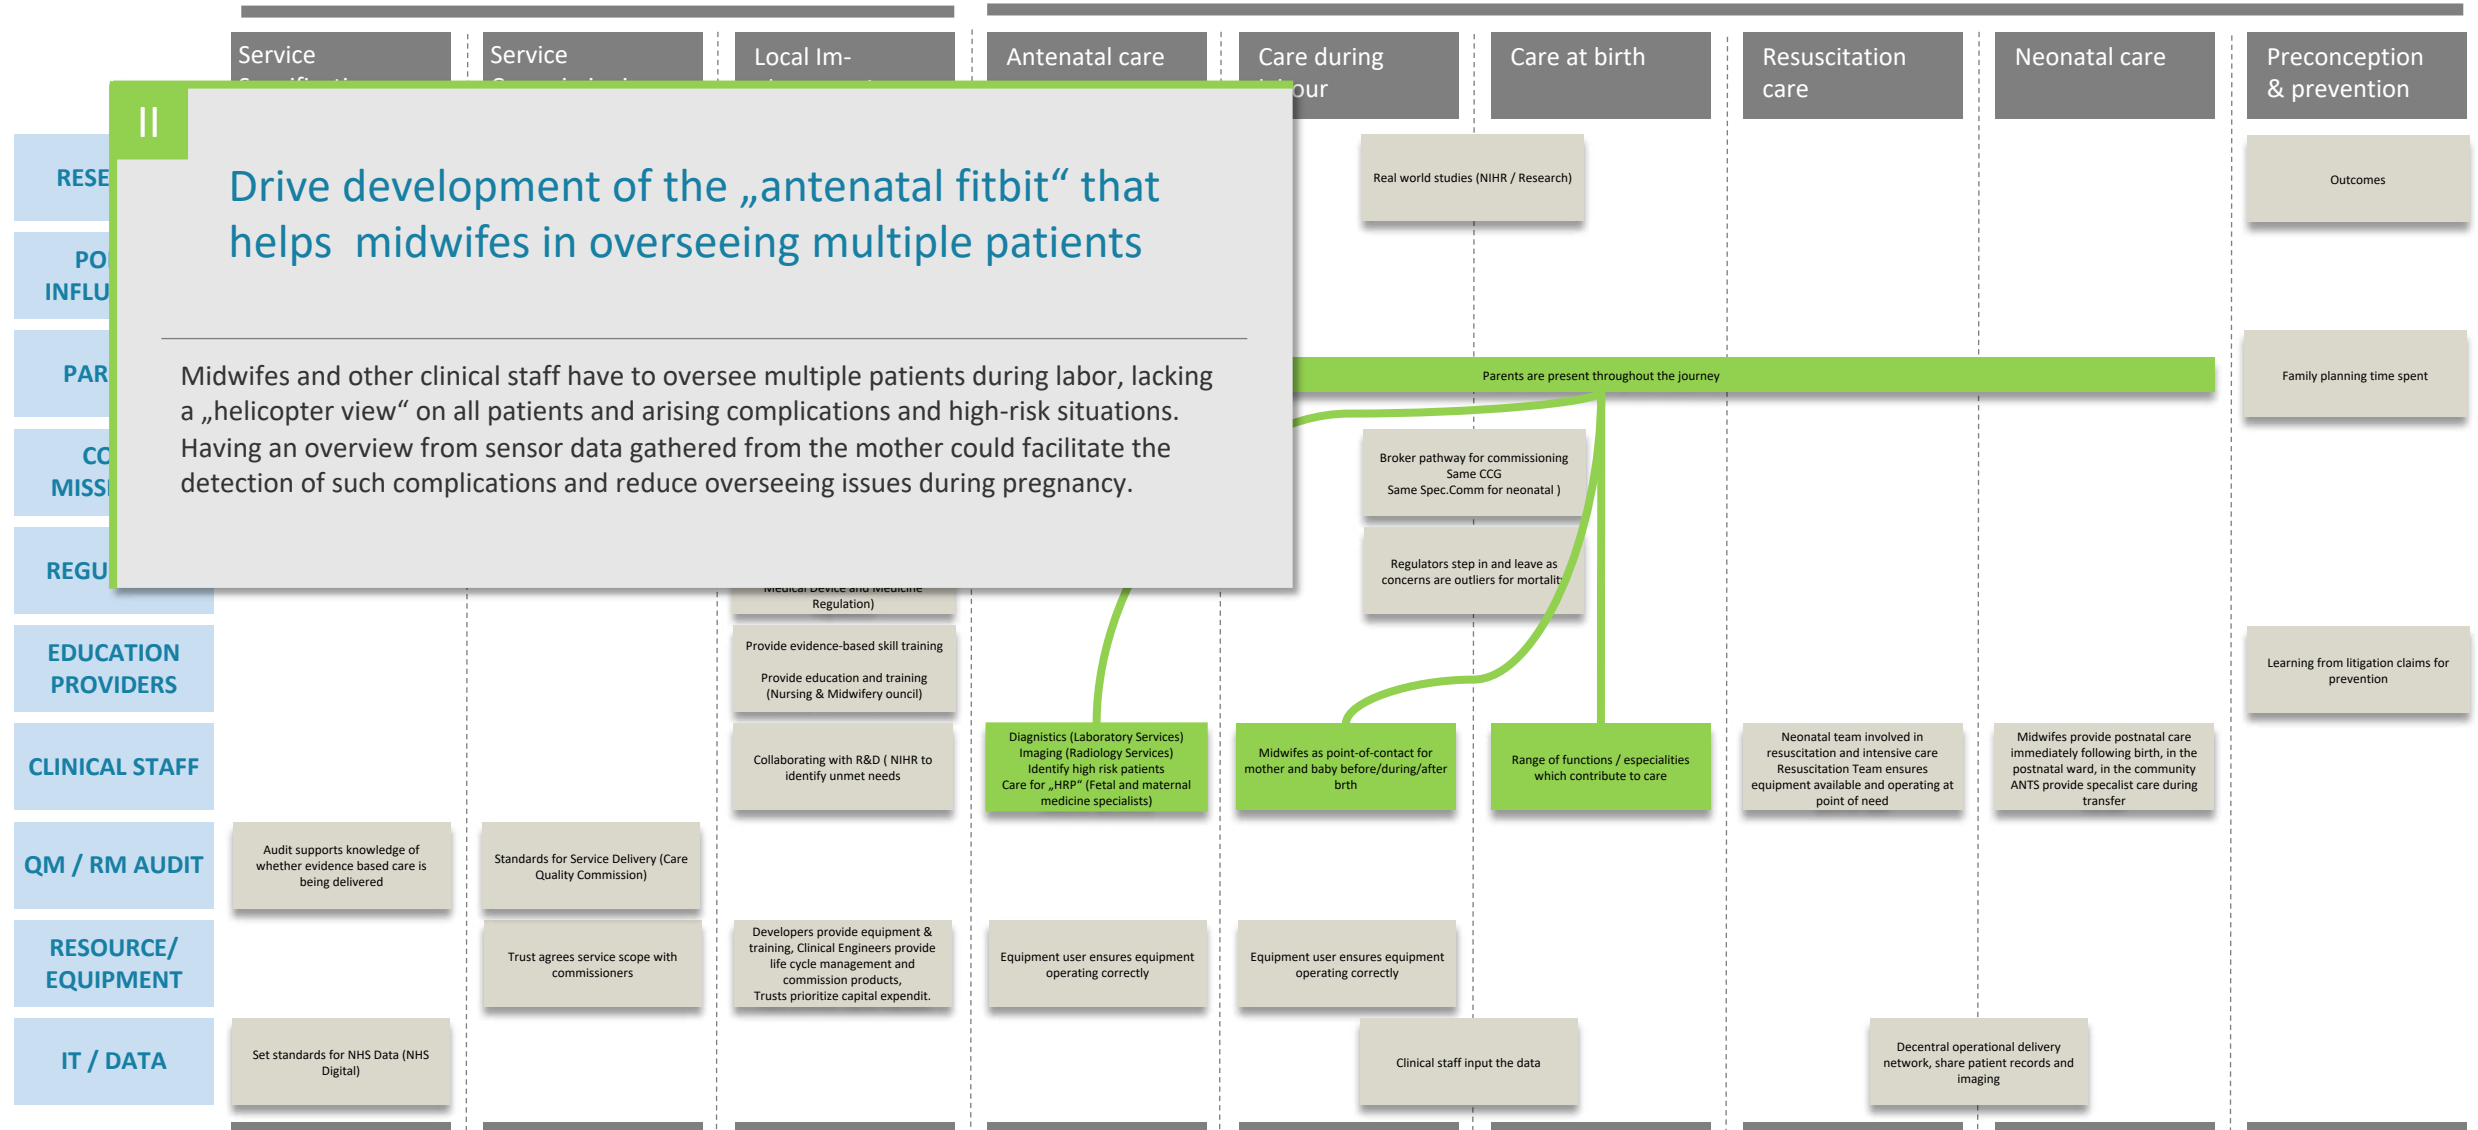 Service
Service
Local Im-
Antenatal care
Care during
Care at birth
Resuscitation
care
Neonatal care
Preconception
& prevention
II
Drive development of the „antenatal fitbit“ that
helps  midwifes in overseeing multiple patients
Midwifes and other clinical staff have to oversee multiple patients during labor, lacking
a „helicopter view“ on all patients and arising complications and high-risk situations.
Having an overview from sensor data gathered from the mother could facilitate the
detection of such complications and reduce overseeing issues during pregnancy.
Real world studies (NIHR / Research)
Outcomes
Parents are present throughout the journey
Family planning time spent
Broker pathway for commissioning
Same CCG
Same Spec.Comm for neonatal )
Regulators step in and leave as
concerns are outliers for mortality
Medical Device and Medicine
Regulation)
EDUCATION
PROVIDERS
Provide evidence-based skill training
Provide education and training
(Nursing & Midwifery ouncil)
Learning from litigation claims for
prevention
CLINICAL STAFF
Collaborating with R&D ( NIHR to
identify unmet needs
Diagnostics (Laboratory Services)
Imaging (Radiology Services)
Identify high risk patients
Care for „HRP“ (Fetal and maternal
medicine specialists)
Midwifes as point-of-contact for
mother and baby before/during/after
brth
Range of functions / especialities
which contribute to care
Neonatal team involved in
resuscitation and intensive care
Resuscitation Team ensures
equipment available and operating at
point of need
Midwifes provide postnatal care
immediately following birth, in the
postnatal ward, in the community
ANTS provide specalist care during
transfer
QM / RM AUDIT
Audit supports knowledge of
whether evidence based care is
being delivered
Standards for Service Delivery (Care
Quality Commission)
RESOURCE/
EQUIPMENT
Trust agrees service scope with
commissioners
Developers provide equipment &
training, Clinical Engineers provide
life cycle management and
commission products,
Trusts prioritize capital expendit.
Equipment user ensures equipment
operating correctly
Equipment user ensures equipment
operating correctly
IT / DATA
Set standards for NHS Data (NHS
Digital)
Clinical staff input the data
Decentral operational delivery
network, share patient records and
imaging